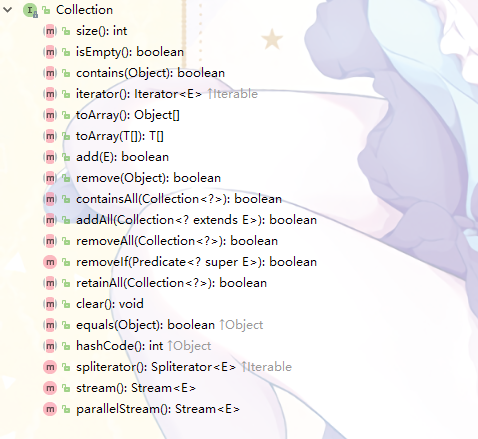 Collection
size(): int
isEmpty(): boolean
contains(Object): boolean
iterator(): Iterator<E> ↑Iterable
toArray(): Object[]
toArray(T[]): T[]
add(E): boolean
remove(Object): boolean
containsAll(Collection<?>): boolean
addAll(Collection<? extends E>): boolean
removeAll(Collection<?>): boolean
removeIf(Predicate<? super E>): boolean
retainAll(Collection<?>): boolean
clear(): void
equals(Object): boolean ↑Object
hashCode(): int ↑Object
spliterator(): Spliterator<E> ↑Iterable
stream(): Stream<E>
parallelStream(): Stream<E>